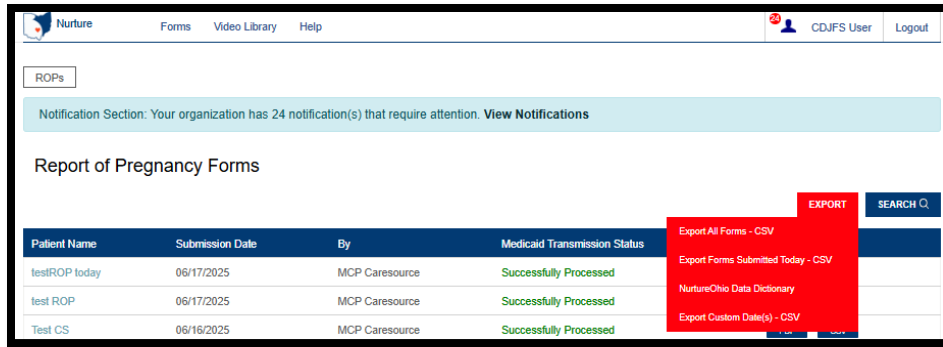 Nurture Forms Video Library Help 24 CDJFS User Logout
ROPs
Notification Section: Your organization has 24 notification(s) that require attention. View Notifications
Report of Pregnancy Forms
EXPORT SEARCH
Patient Name Submission Date By Medicaid Transmission Status
Export All Forms - CSV
testROP today 06/17/2025 MCP Caresource Successfully Processed
Export Forms Submitted Today - CSV
test ROP 06/17/2025 MCP Caresource Successfully Processed
NurtureOhio Data Dictionary
Export Custom Date(s) - CSV
Test CS 06/16/2025 MCP Caresource Successfully Processed